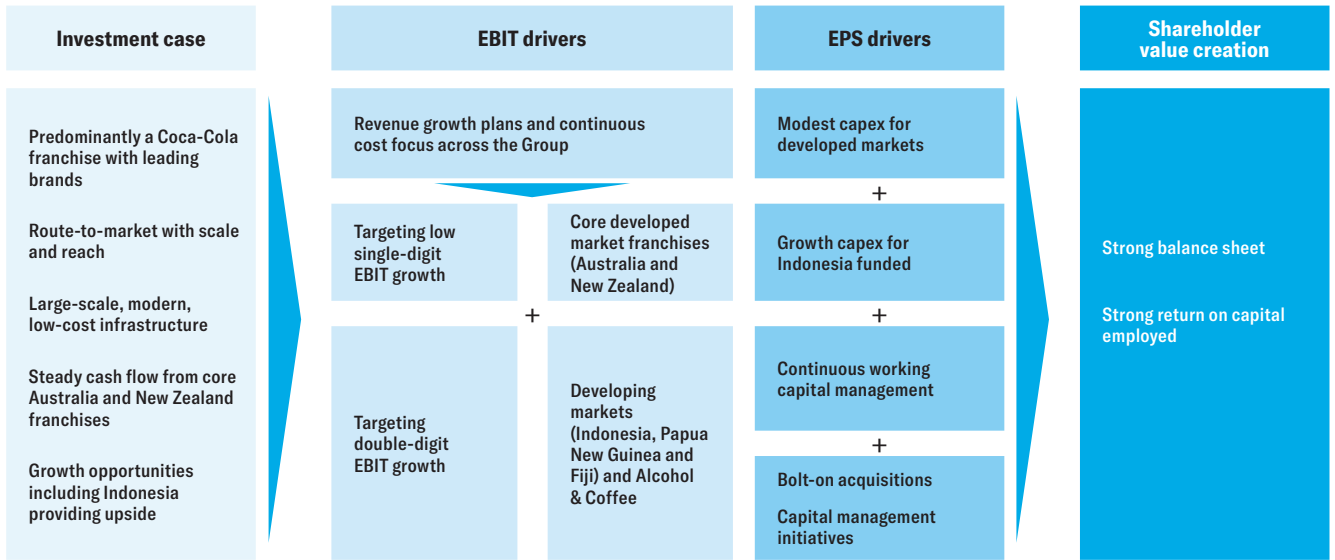 Investment case
Predominantly a Coca-Cola
franchise with leading
brands
Route-to-market with scale
and reach
Large-scale, modern,
low-cost infrastructure
Steady cash flow from core
Australia and New Zealand
franchises
Growth opportunities
including Indonesia
providing upside
EBIT drivers
Revenue growth plans and continuous
cost focus across the Group
Targeting low
single-digit
EBIT growth
Core developed
market franchises
(Australia and
New Zealand)
+
Targeting
double-digit
EBIT growth
Developing
markets
(Indonesia, Papua
New Guinea and
Fiji) and Alcohol
& Coffee
EPS drivers
Modest capex for
developed markets
+
Growth capex for
Indonesia funded
+
Continuous working
capital management
+
Bolt-on acquisitions
Capital management
initiatives
Shareholder
value creation
Strong balance sheet
Strong return on capital
employed